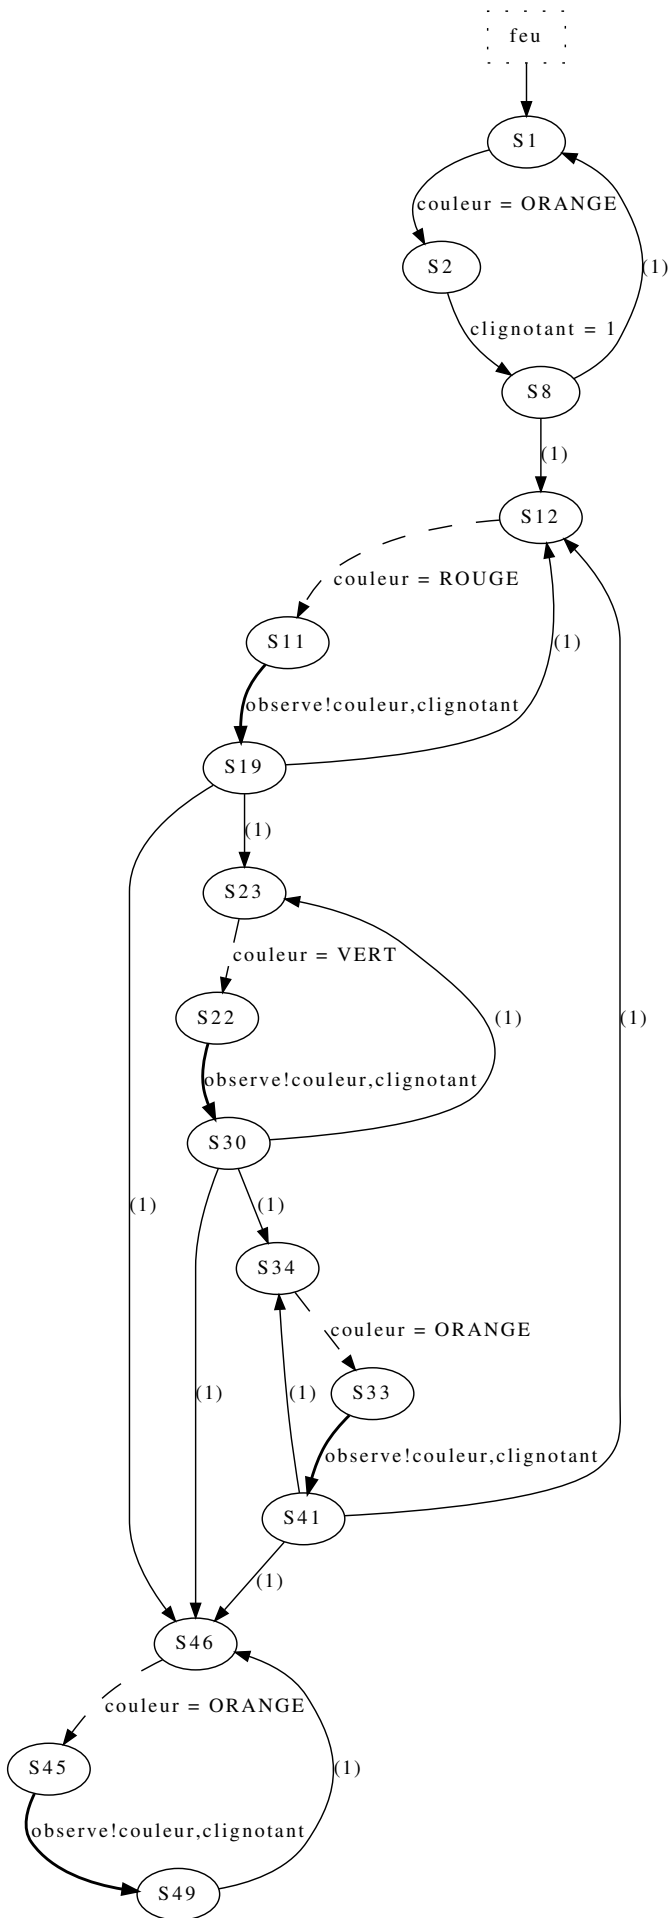 feu
S1
couleur = ORANGE
S2
(1)
clignotant = 1
S8
(1)
S12
couleur = ROUGE
S11
(1)
observe!couleur,clignotant
S19
(1)
S23
couleur = VERT
S22
(1)
(1)
observe!couleur,clignotant
S30
(1)
(1)
S34
couleur = ORANGE
(1)
(1)
S33
observe!couleur,clignotant
S41
(1)
S46
couleur = ORANGE
S45
(1)
observe!couleur,clignotant
S49